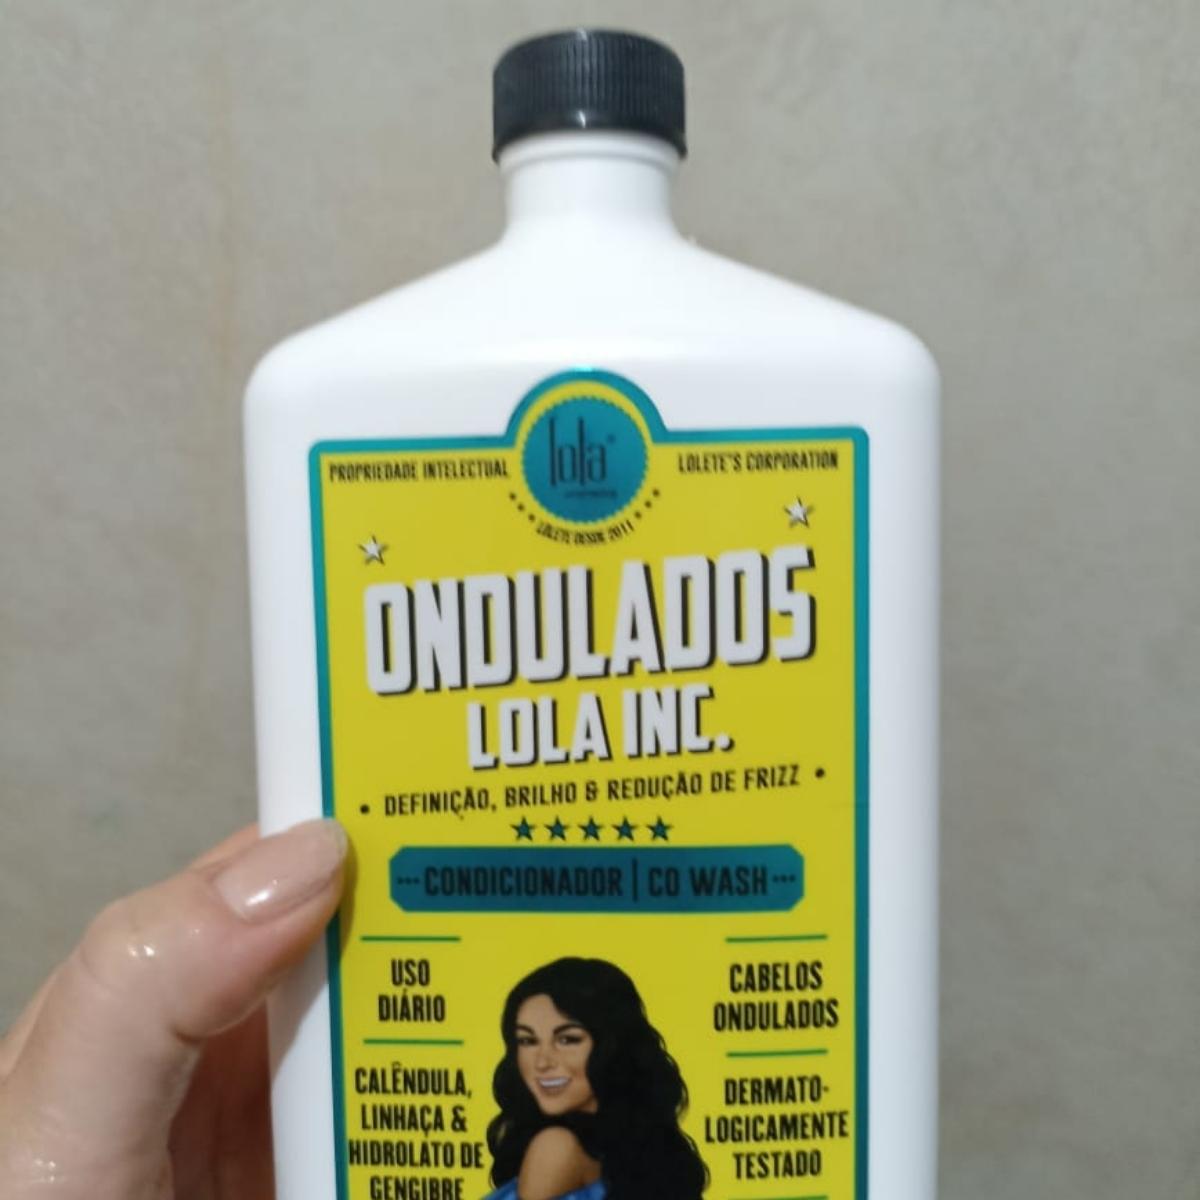 PROPRIEDADE INTELECTUAL
lola
LOLETE'S CORPORATION
LOLETE DESDE 2011
ONDULADOS
LOLA INC.
• DEFINIÇÃO, BRILHO & REDUÇÃO DE FRIZZ •
CONDICIONADOR | CO WASH
USO
DIÁRIO
CALÊNDULA,
LINHAÇA &
HIDROLATO DE
GENGIBRE
CABELOS
ONDULADOS
DERMATO-
LOGICAMENTE
TESTADO